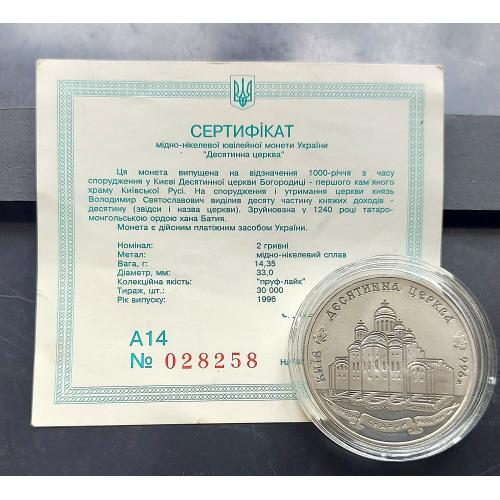 СЕРТИФІКАТ
мідно-нікелевої ювілейної монети України
"Десятинна церква"
Ця монета випущена на відзначення 1000-річчя з часу
спорудження у Києві Десятинної церкви Богородиці - першого кам'яного
храму Київської Русі. На спорудження і утримання церкви князь
Володимир Святославович виділив десяту частину княжих доходів -
десятину (звідси і назва церкви). Зруйнована у 1240 році татаро-
монгольською ордою хана Батия.
Монета є дійсним платіжним засобом України.
Номінал: 2 гривні
Метал: мідно-нікелевий сплав
Вага, г: 14,35
Діаметр, мм: 33,0
Колекційна якість: "пруф-лайк"
Тираж, шт.: 30 000
Рік випуску: 1996
А14
№ 028258
ДЕСЯТИННА ЦЕРКВА
КИЇВ
996р.